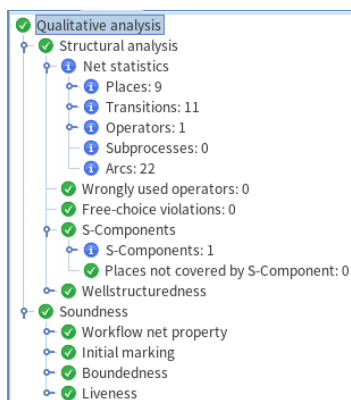 Qualitative analysis
Structural analysis
Net statistics
Places: 9
Transitions: 11
Operators: 1
Subprocesses: 0
Arcs: 22
Wrongly used operators: 0
Free-choice violations: 0
S-Components
S-Components: 1
Places not covered by S-Component: 0
Wellstructuredness
Soundness
Workflow net property
Initial marking
Boundedness
Liveness